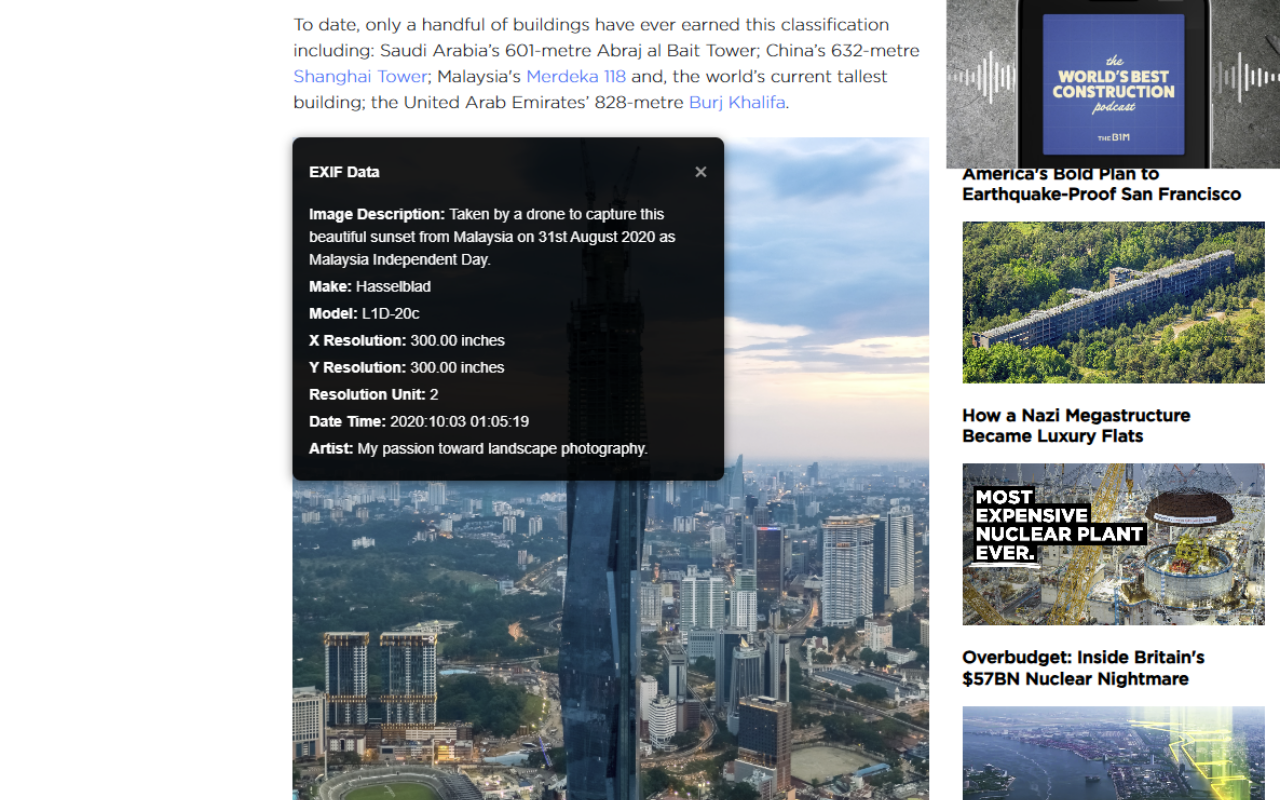 To date, only a handful of buildings have ever earned this classification
including: Saudi Arabia’s 601-metre Abraj al Bait Tower; China’s 632-metre
Shanghai Tower; Malaysia's Merdeka 118 and, the world’s current tallest
building; the United Arab Emirates’ 828-metre Burj Khalifa.
EXIF Data ×
Image Description: Taken by a drone to capture this
beautiful sunset from Malaysia on 31st August 2020 as
Malaysia Independent Day.
Make: Hasselblad
Model: L1D-20c
X Resolution: 300.00 inches
Y Resolution: 300.00 inches
Resolution Unit: 2
Date Time: 2020:10:03 01:05:19
Artist: My passion toward landscape photography.
the
WORLD'S BEST
CONSTRUCTION
podcast
THE B1M
America's Bold Plan to
Earthquake-Proof San Francisco
How a Nazi Megastructure
Became Luxury Flats
MOST
EXPENSIVE
NUCLEAR PLANT
EVER.
Overbudget: Inside Britain's
$57BN Nuclear Nightmare